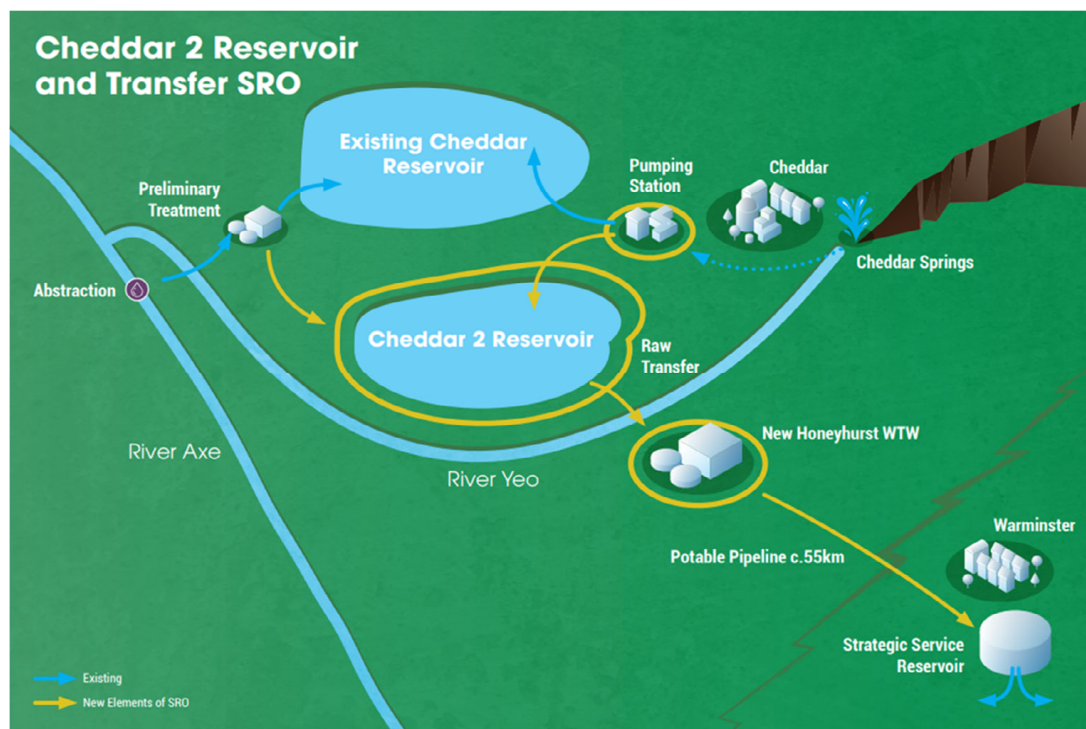 Cheddar 2 Reservoir
and Transfer SRO
Existing Cheddar
Reservoir
Preliminary
Treatment
Pumping
Station
Cheddar
Cheddar Springs
Abstraction
Cheddar 2 Reservoir
Raw
Transfer
New Honeyhurst WTW
River Axe
River Yeo
Warminster
Potable Pipeline c.55km
Strategic Service
Reservoir
Existing
New Elements of SRO